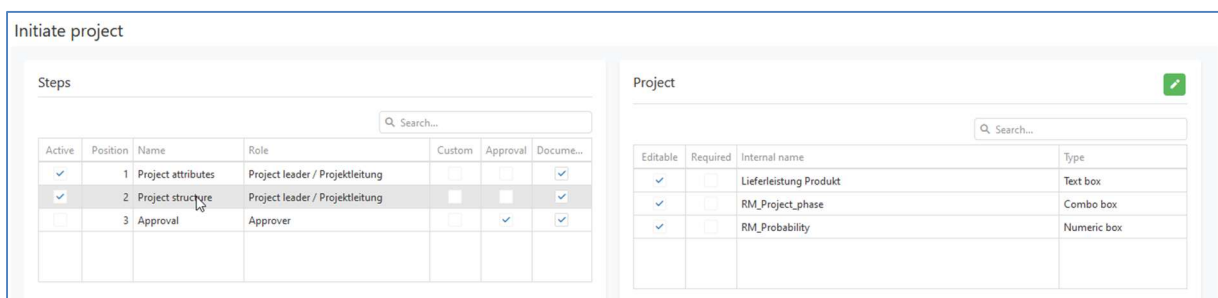 Initiate project
Steps
Search...
Active Position Name Role Custom Approval Docume...
1 Project attributes Project leader / Projektleitung
2 Project structure Project leader / Projektleitung
3 Approval Approver
Project
Search...
Editable Required Internal name Type
Lieferleistung Produkt Text box
RM_Project_phase Combo box
RM_Probability Numeric box